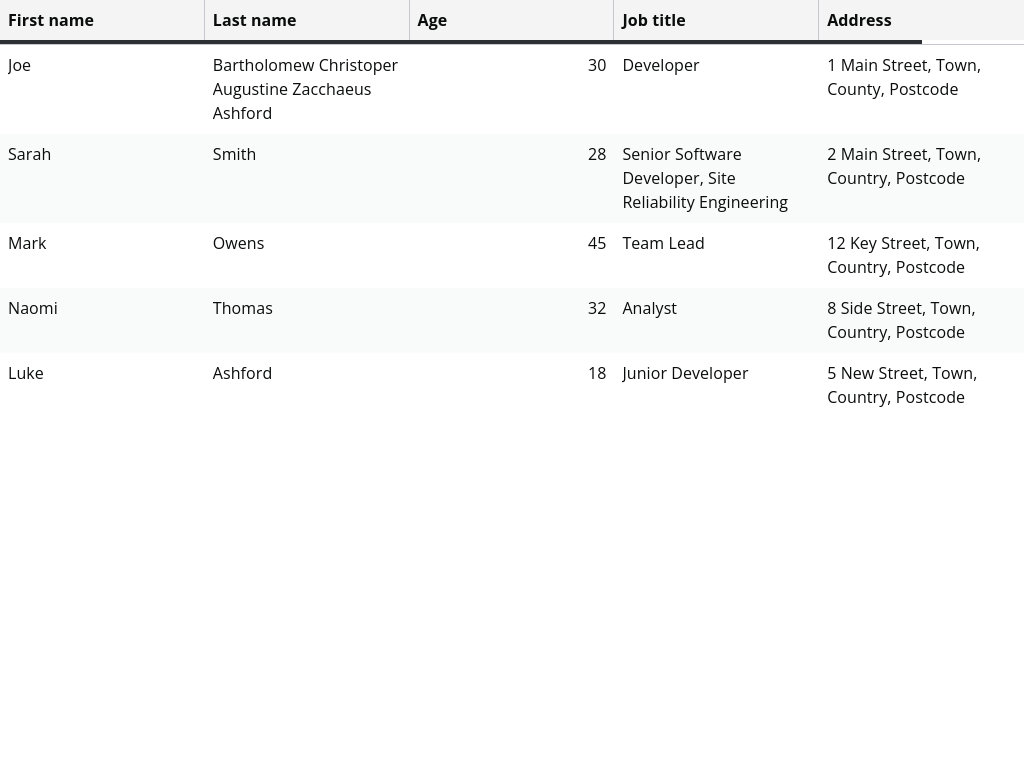 First name Last name Age Job title Address
Joe Bartholomew Christoper 30 Developer 1 Main Street, Town,
Augustine Zacchaeus County, Postcode
Ashford
Sarah Smith 28 Senior Software 2 Main Street, Town,
Developer, Site Country, Postcode
Reliability Engineering
Mark Owens 45 Team Lead 12 Key Street, Town,
Country, Postcode
Naomi Thomas 32 Analyst 8 Side Street, Town,
Country, Postcode
Luke Ashford 18 Junior Developer 5 New Street, Town,
Country, Postcode